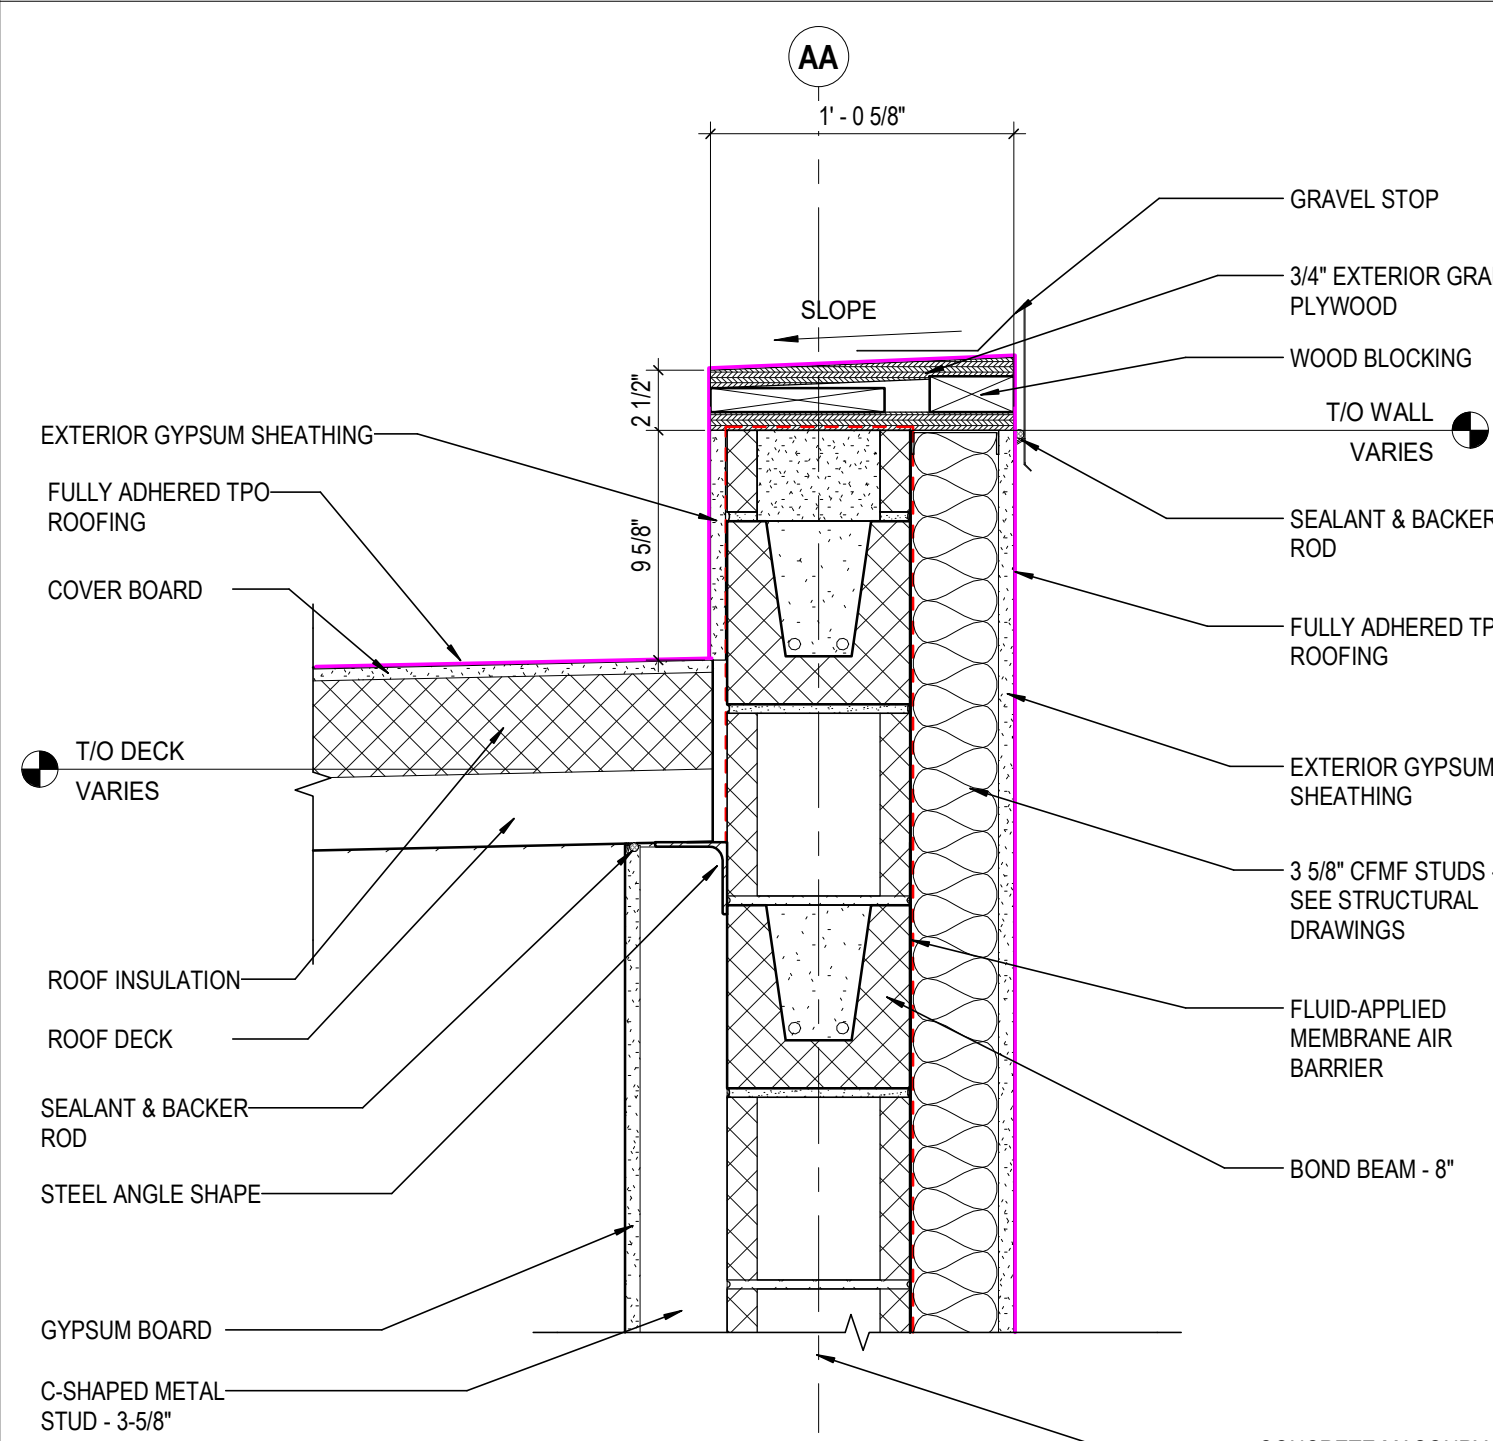 AA
1' - 0 5/8"
GRAVEL STOP
3/4" EXTERIOR
PLYWOOD
SLOPE
WOOD BLOCKING
2 1/2"
T/O WALL
VARIES
EXTERIOR GYPSUM SHEATHING
FULLY ADHERED TPO
ROOFING
SEALANT & BACKER
ROD
9 5/8"
COVER BOARD
FULLY ADHERED
ROOFING
T/O DECK
VARIES
EXTERIOR GYPSUM
SHEATHING
3 5/8" CFMF STUDS -
SEE STRUCTURAL
DRAWINGS
ROOF INSULATION
ROOF DECK
FLUID-APPLIED
MEMBRANE AIR
BARRIER
SEALANT & BACKER
ROD
BOND BEAM - 8"
STEEL ANGLE SHAPE
GYPSUM BOARD
C-SHAPED METAL
STUD - 3-5/8"